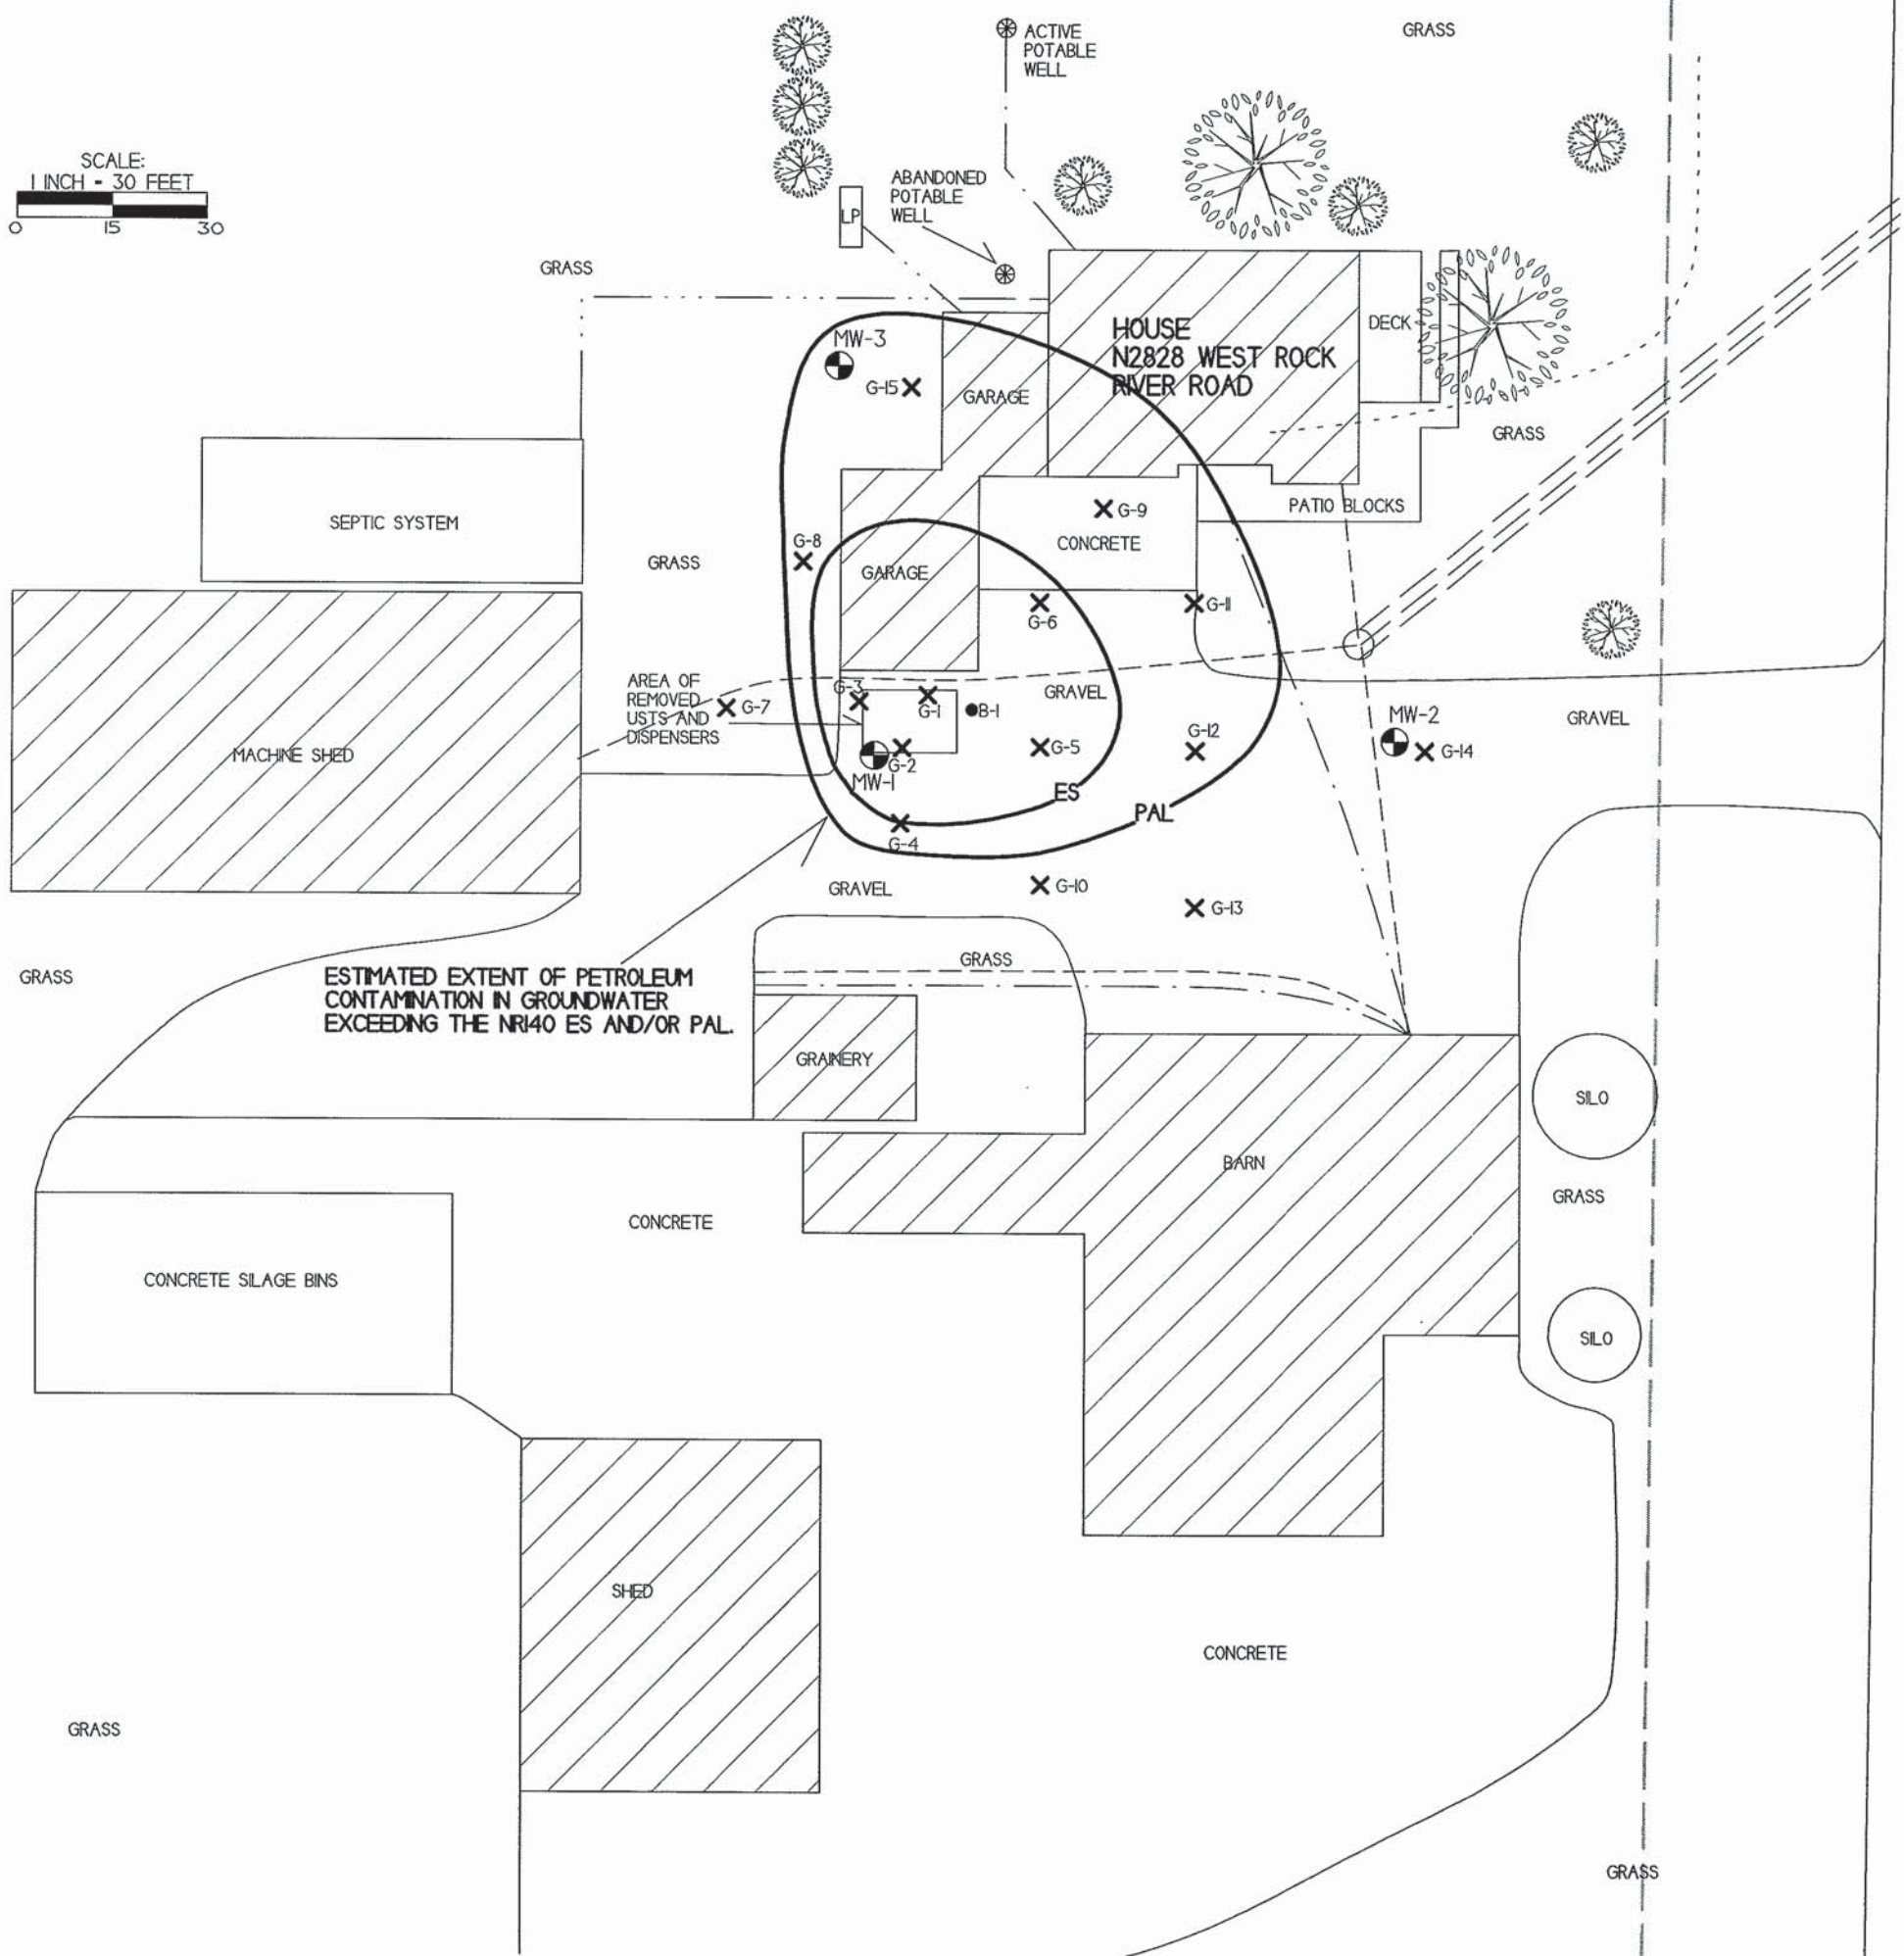 GRASS
ACTIVE
POTABLE
WELL
SCALE:
1 INCH = 30 FEET
0 15 30
ABANDONED
POTABLE
WELL
LP
GRASS
HOUSE
N2828 WEST ROCK
RIVER ROAD
DECK
MW-3
G-15
GARAGE
GRASS
SEPTIC SYSTEM
PATIO BLOCKS
G-9
CONCRETE
G-8
GRASS
GARAGE
G-6
G-11
AREA OF
REMOVED
USTS AND
DISPENSERS
G-7
G-3
G-1
B-1
GRAVEL
MW-2
GRAVEL
G-14
MACHINE SHED
G-2
MW-1
G-5
G-12
ES
PAL
G-4
GRAVEL
G-10
G-13
GRASS
GRASS
ESTIMATED EXTENT OF PETROLEUM
CONTAMINATION IN GROUNDWATER
EXCEEDING THE NR140 ES AND/OR PAL.
GRAINERY
SILO
BARN
GRASS
CONCRETE
CONCRETE SILAGE BINS
SILO
SHED
CONCRETE
GRASS
GRASS